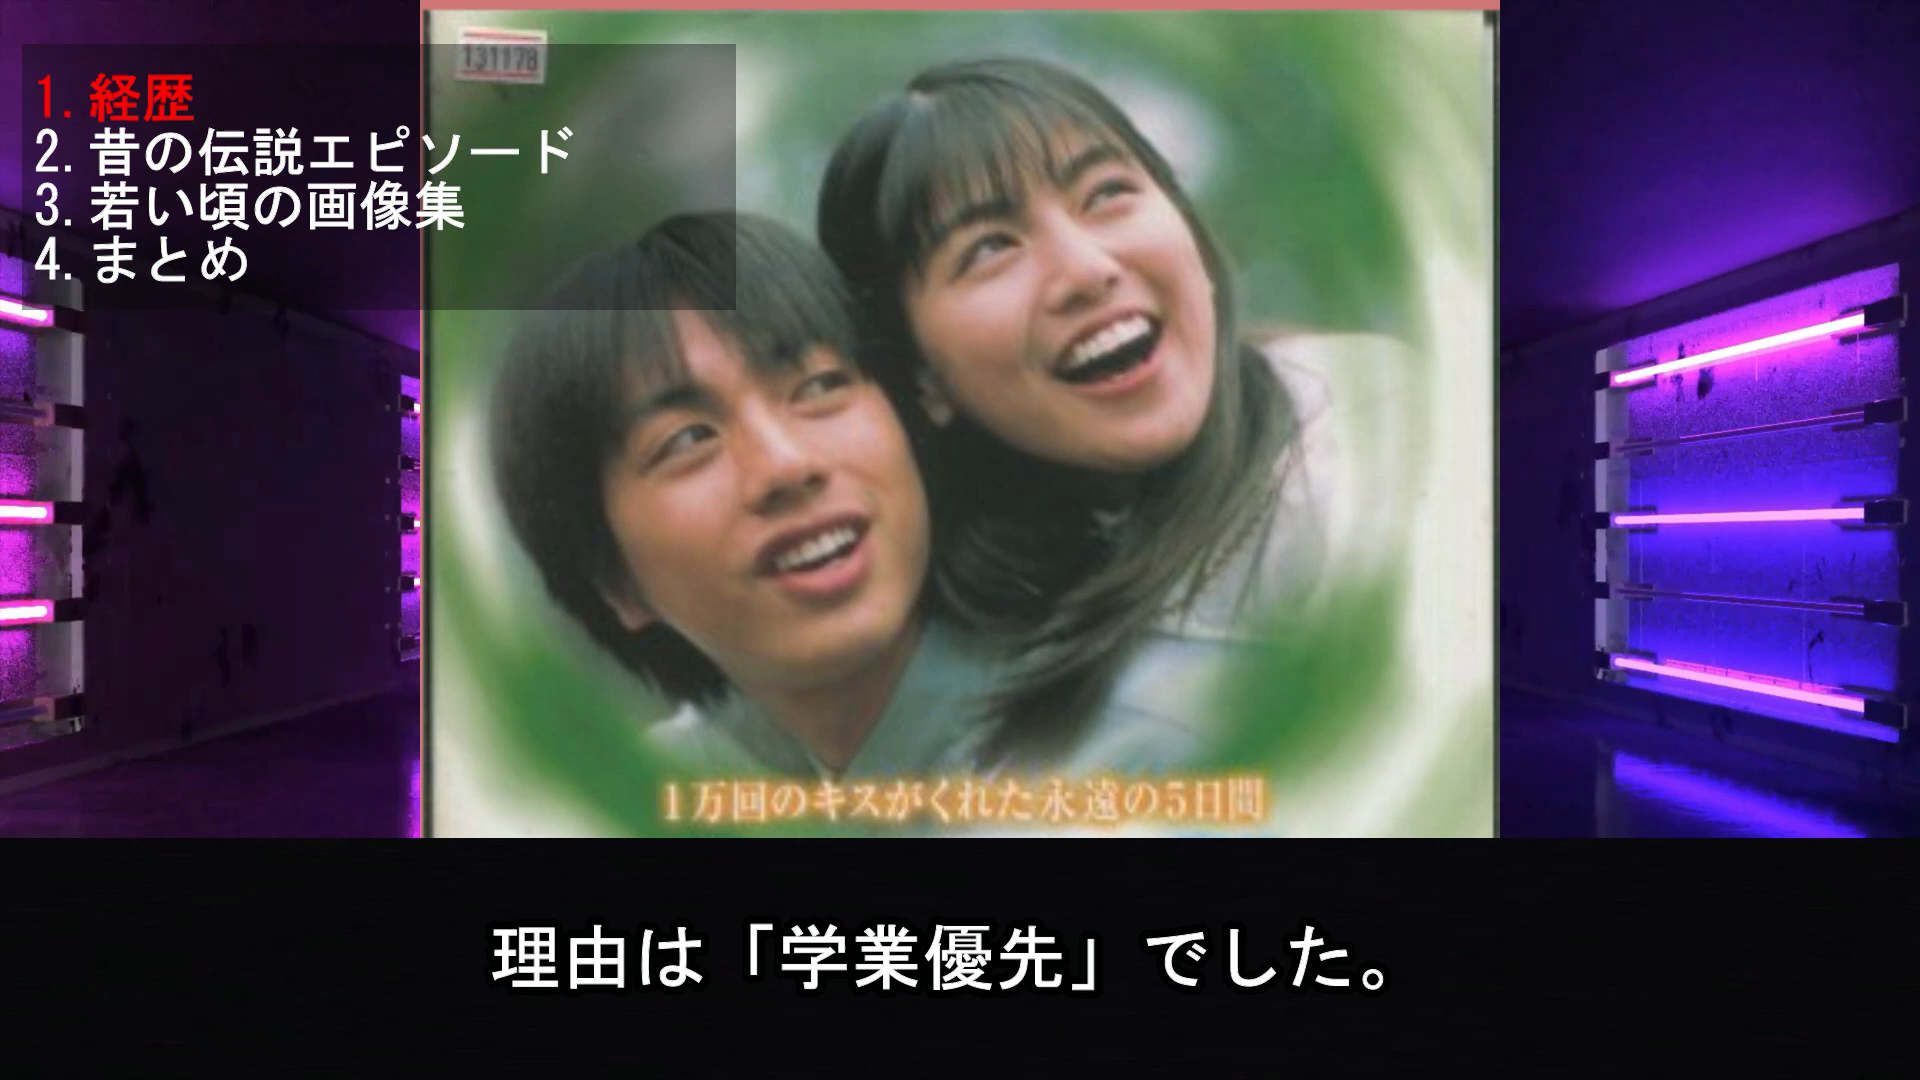 131178
1.経歴
2.昔の伝説エピソード
3.若い頃の画像集
4.まとめ
1万回のキスがくれた永遠の5日間
理由は「学業優先」でした。